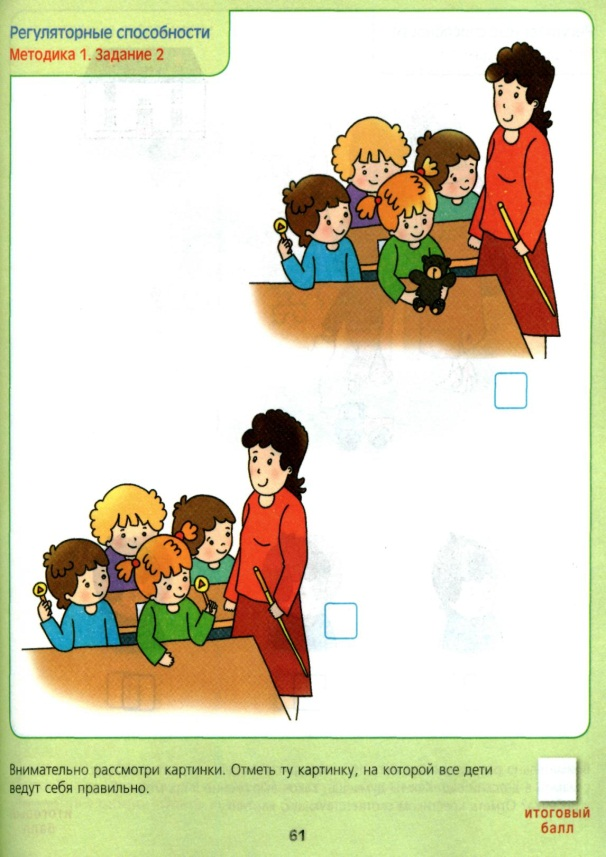 Регуляторные способности
Методика 1. Задание 2
Внимательно рассмотри картинки. Отметь ту картинку, на которой все дети
ведут себя правильно.
итоговый
балл
61